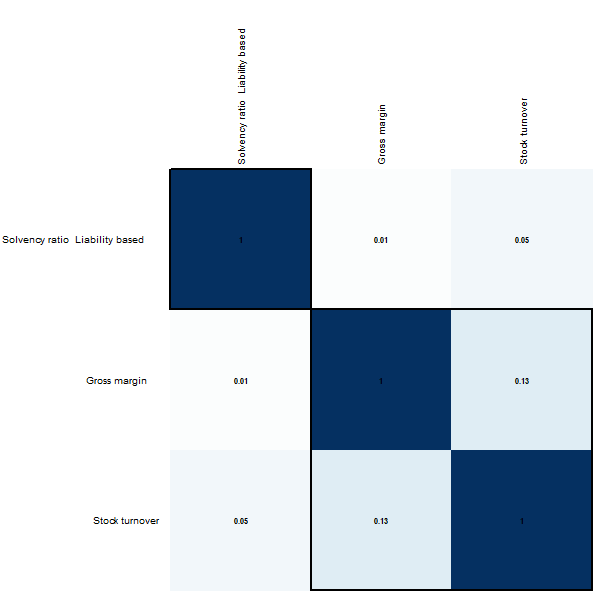 Solvency ratio Liability based
Gross margin
Stock turnover
Solvency ratio Liability based
1
0.01
0.05
Gross margin
0.01
1
0.13
Stock turnover
0.05
0.13
1